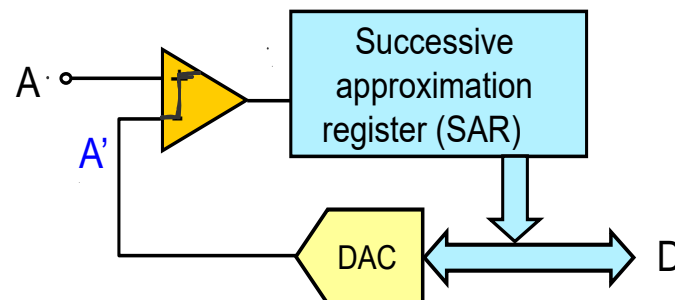 Successive
approximation
register (SAR)
A
A’
DAC
D